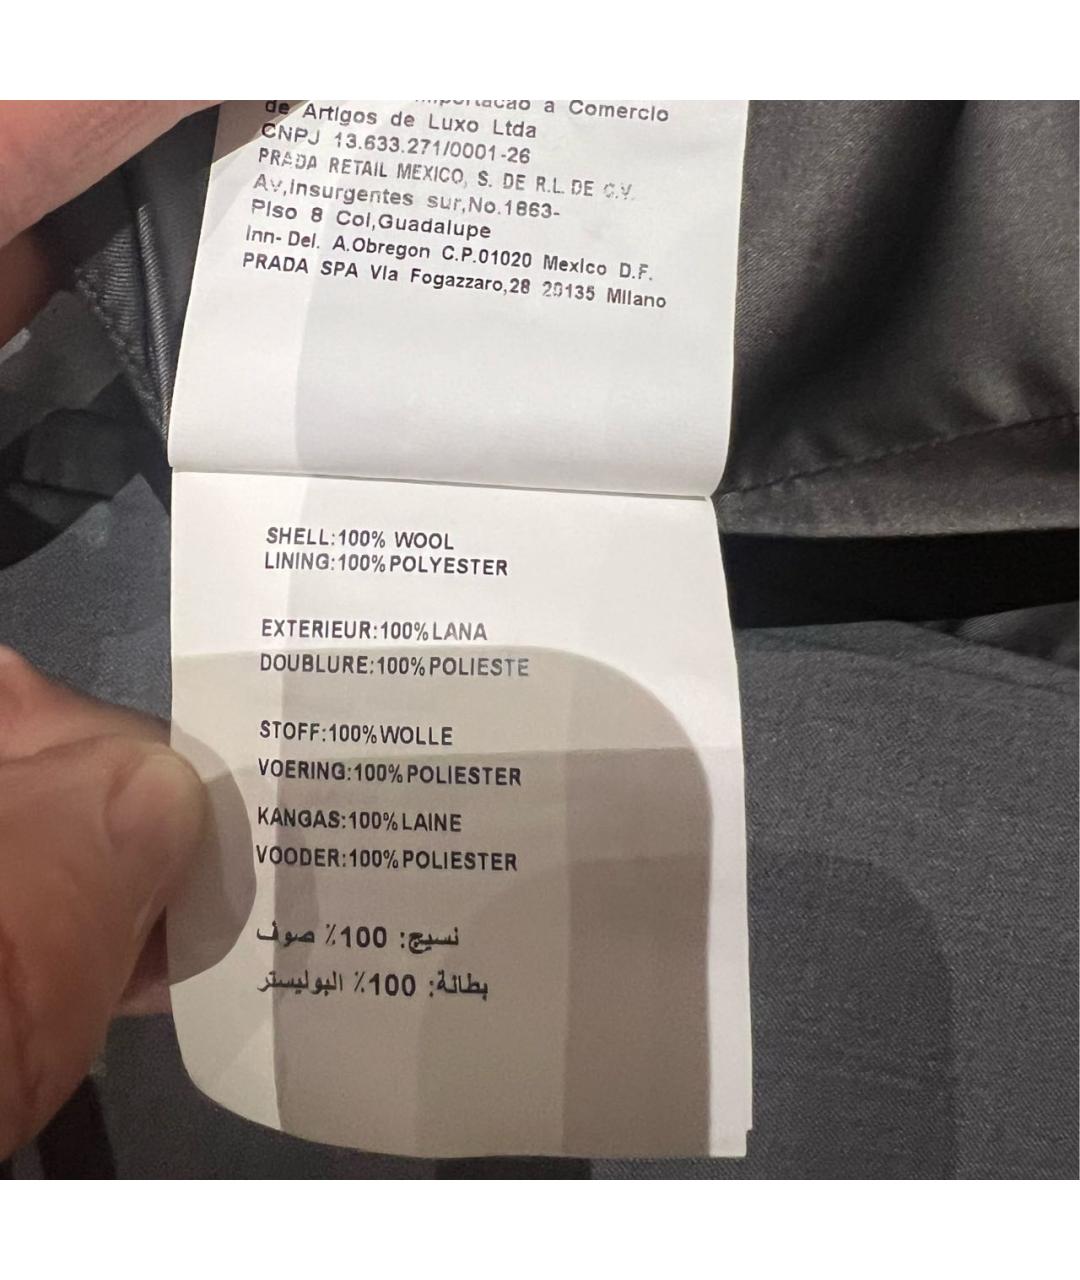 de Artigos de Luxo Ltda a Comercio
CNPJ 13.633.271/0001-26
PRADA RETAIL MEXICO, S. DE R.L. DE C.V.
Av,insurgentes sur,No.1863-
Piso 8 Col,Guadalupe
Inn- Del. A.Obregon C.P.01020 Mexico D.F.
PRADA SPA Via Fogazzaro,28 20135 Milano
SHELL:100% WOOL
LINING:100%POLYESTER
EXTERIEUR:100%LANA
DOUBLURE:100%POLIESTE
STOFF:100%WOLLE
VOERING:100%POLIESTER
KANGAS:100%LAINE
VOODER:100%POLIESTER
نسيج: 100٪ صوف
بطانة: 100٪ البوليستر